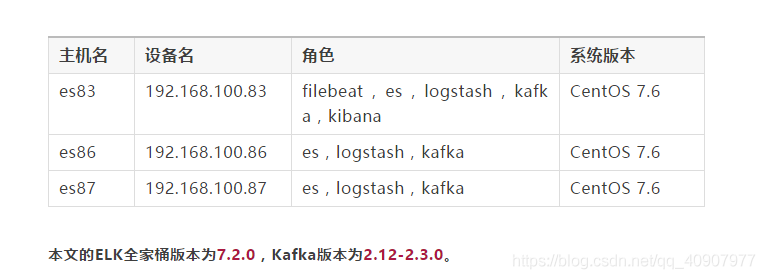 主机名 设备名 角色 系统版本
es83 192.168.100.83 filebeat，es，logstash，kafk CentOS 7.6
a，kibana
es86 192.168.100.86 es，logstash，kafka CentOS 7.6
es87 192.168.100.87 es，logstash，kafka CentOS 7.6
本文的ELK全家桶版本为7.2.0，Kafka版本为2.12-2.3.0。
https://blog.csdn.net/qq_40907977